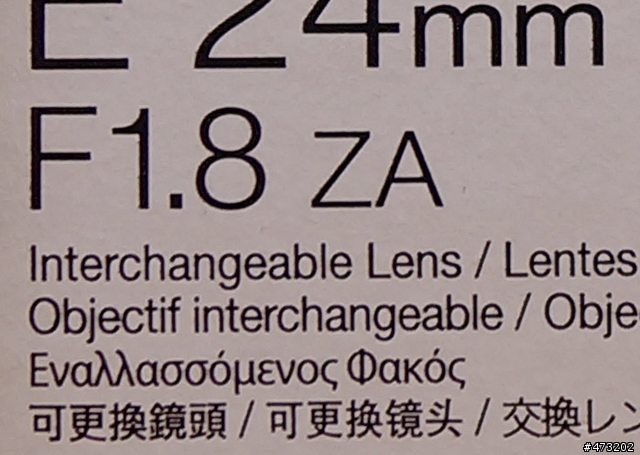 E 24mm
F1.8 ZA
Interchangeable Lens / Lentes
Objectif interchangeable / Obje
Εναλλασσόμενος Φακός
可更換鏡頭 / 可更换镜头 / 交換レン
#473202